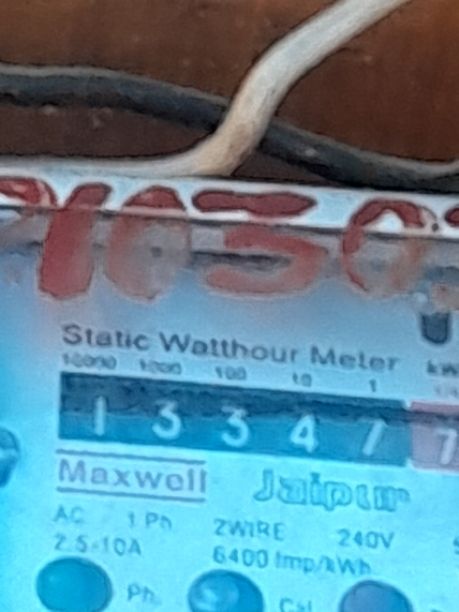 Static Watthour Meter
10000 1000 100 10 1
1 3 3 4 7 7
Maxwell Jaipur
AC 1 Ph 2WIRE 240V
2.5-10A 6400 Imp/kWh
Ph. Cal